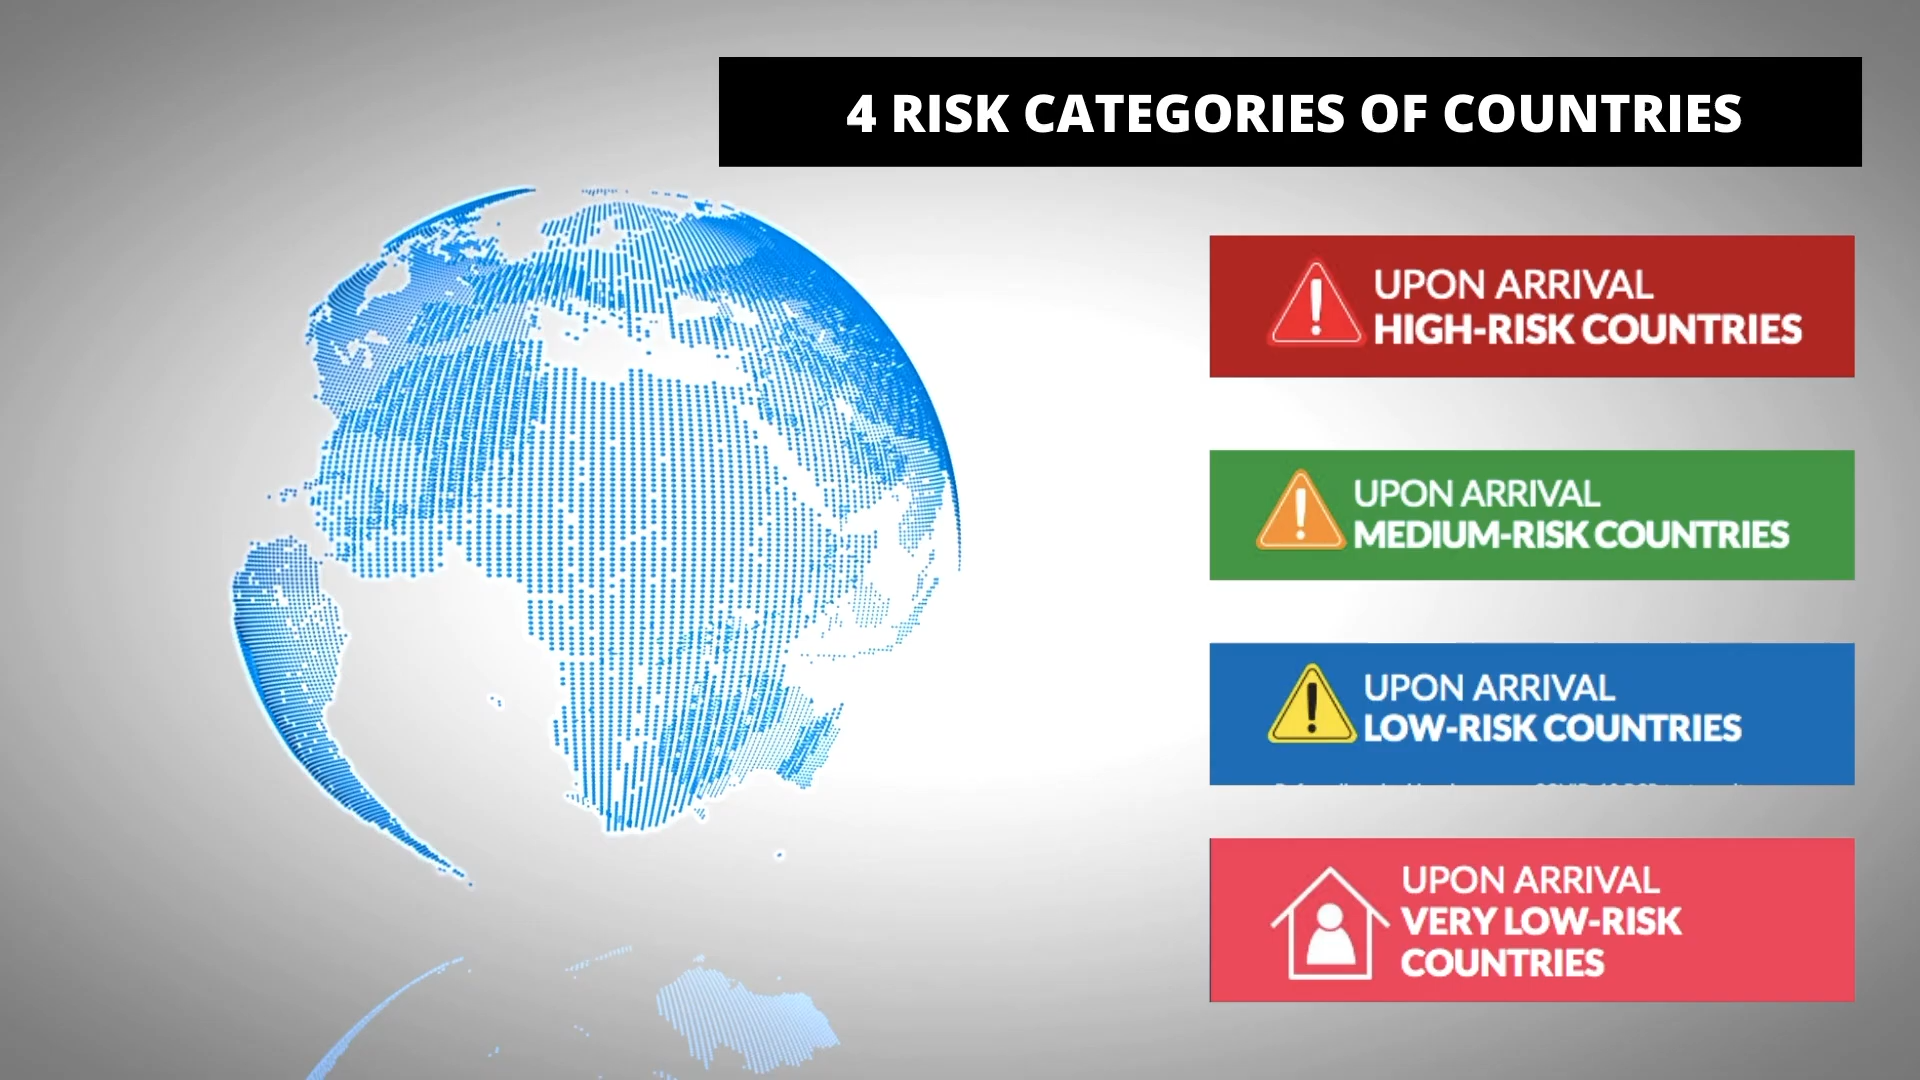 4 RISK CATEGORIES OF COUNTRIES
UPON ARRIVAL
HIGH-RISK COUNTRIES
UPON ARRIVAL
MEDIUM-RISK COUNTRIES
UPON ARRIVAL
LOW-RISK COUNTRIES
UPON ARRIVAL
VERY LOW-RISK
COUNTRIES